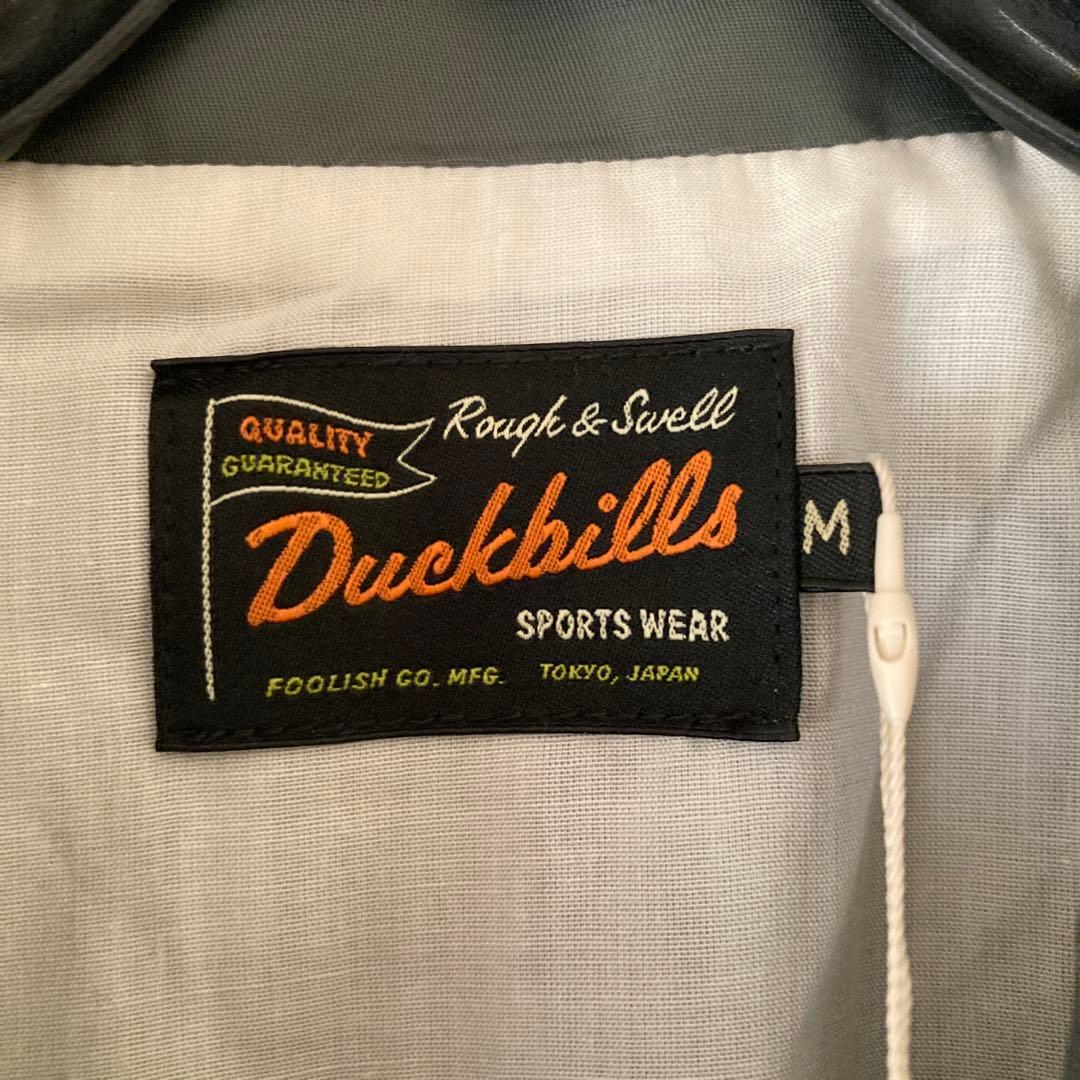 QUALITY
GUARANTEED
Rough & Swell
Duckbills
SPORTS WEAR
FOOLISH CO. MFG. TOKYO, JAPAN
M